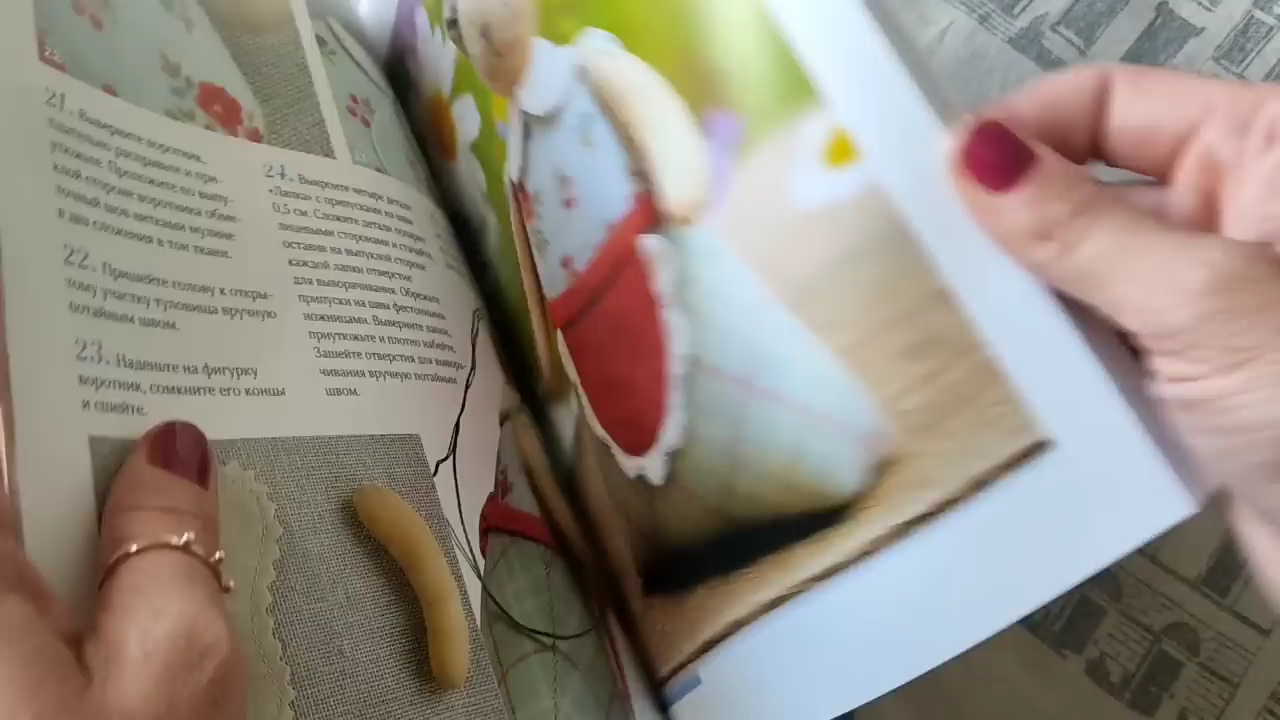 21. Выверните воротник,
тщательно расправьте и при-
утюжьте. Проложите по выпу-
клой стороне воротника обме-
точный шов нитками мулине
в два сложения в тон ткани.
22. Пришейте голову к откры-
тому участку туловища вручную
потайным швом.
23. Наденьте на фигурку
воротник, сомкните его концы
и сшейте.
24. Выкроите четыре детали
«Лапка» с припусками на швы
0,5 см. Сложите детали попарно
лицевыми сторонами и стачайте,
оставив на выпуклой стороне
каждой лапки отверстие
для выворачивания. Обрежьте
припуски на швы фестонными
ножницами. Выверните лапки,
приутюжьте и плотно набейте.
Зашейте отверстия для вывора-
чивания вручную потайным
швом.